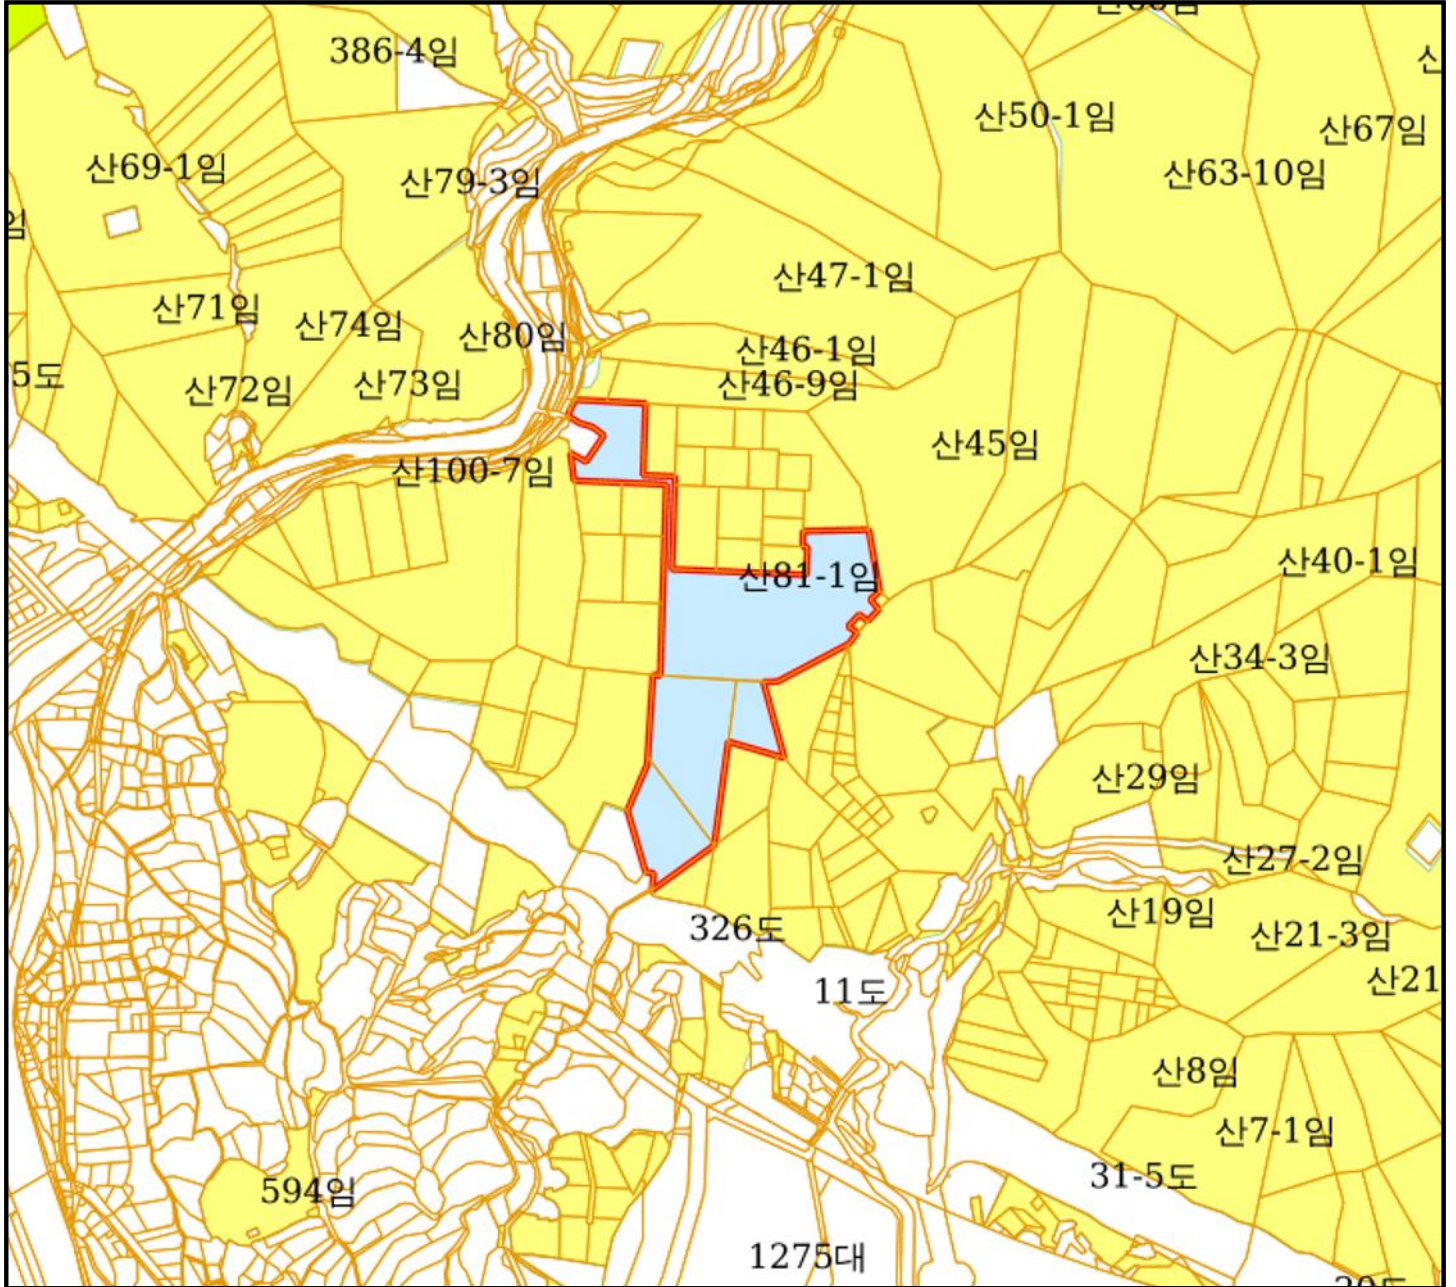 386-4임
산50-1임
산67임
산69-1임
산79-3임
산63-10임
임
산47-1임
산71임
산74임
산80임
산46-1임
5도
산72임
산73임
산46-9임
산45임
산100-7임
산81-1임
산40-1임
산34-3임
산29임
산27-2임
326도
산19임
산21-3임
11도
산21
산8임
산7-1임
31-5도
594임
1275대